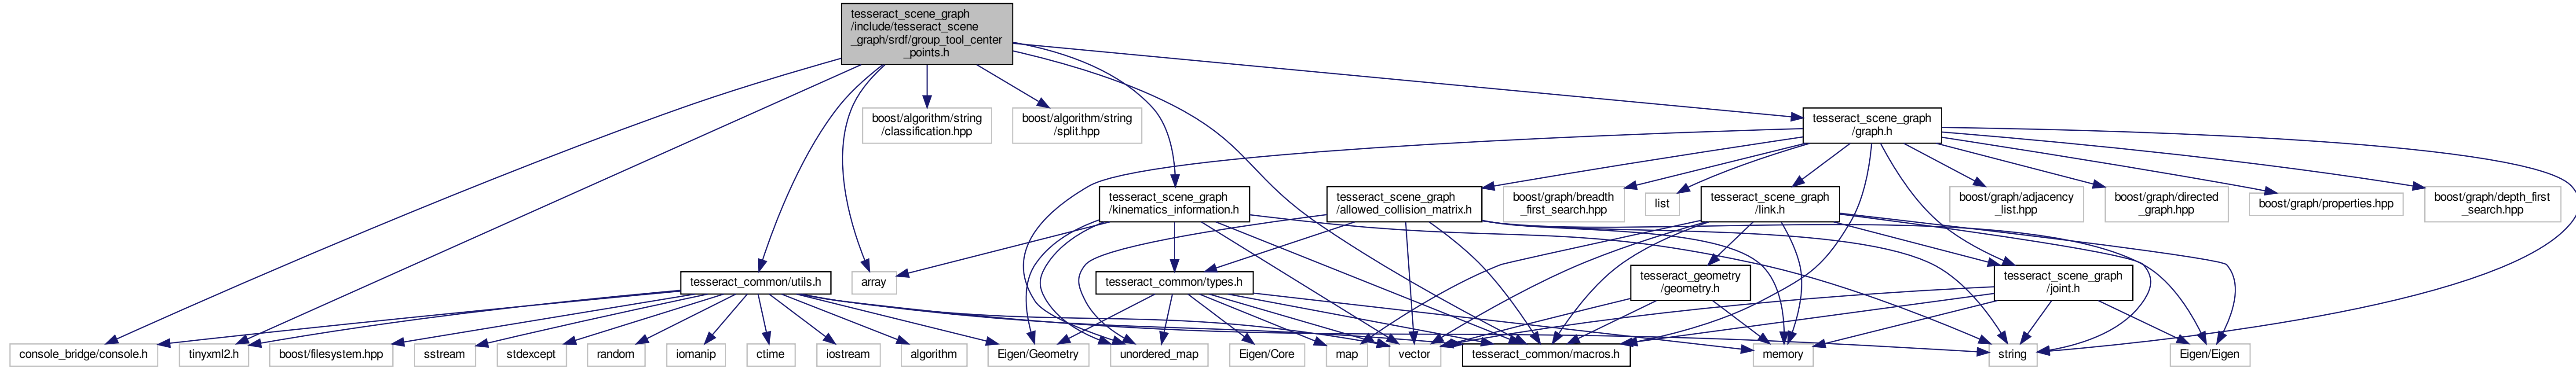 tesseract_scene_graph
/include/tesseract_scene
_graph/srdf/group_tool_center
_points.h
boost/algorithm/string
/classification.hpp
boost/algorithm/string
/split.hpp
tesseract_scene_graph
/graph.h
tesseract_scene_graph
/kinematics_information.h
tesseract_scene_graph
/allowed_collision_matrix.h
boost/graph/breadth
_first_search.hpp
list
tesseract_scene_graph
/link.h
boost/graph/adjacency
_list.hpp
boost/graph/directed
_graph.hpp
boost/graph/properties.hpp
boost/graph/depth_first
_search.hpp
tesseract_common/utils.h
array
tesseract_common/types.h
tesseract_geometry
/geometry.h
tesseract_scene_graph
/joint.h
console_bridge/console.h
tinyxml2.h
boost/filesystem.hpp
sstream
stdexcept
random
iomanip
ctime
iostream
algorithm
Eigen/Geometry
unordered_map
Eigen/Core
map
vector
tesseract_common/macros.h
memory
string
Eigen/Eigen